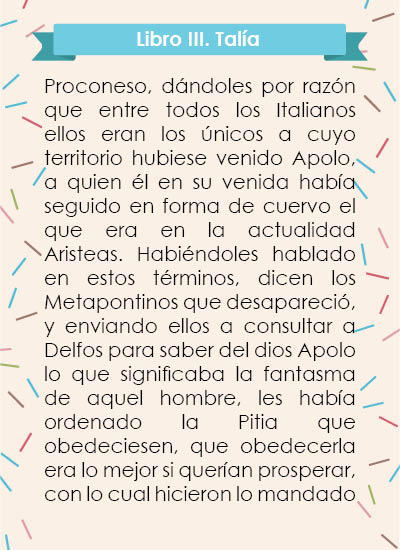 Libro III. Talía
Proconeso, dándoles por razón
que entre todos los Italianos
ellos eran los únicos a cuyo
territorio hubiese venido Apolo,
a quien él en su venida había
seguido en forma de cuervo el
que era en la actualidad
Aristeas. Habiéndoles hablado
en estos términos, dicen los
Metapontinos que desapareció,
y enviando ellos a consultar a
Delfos para saber del dios Apolo
lo que significaba la fantasma
de aquel hombre, les había
ordenado la Pitia que
obedeciesen, que obedecerla
era lo mejor si querían prosperar,
con lo cual hicieron lo mandado